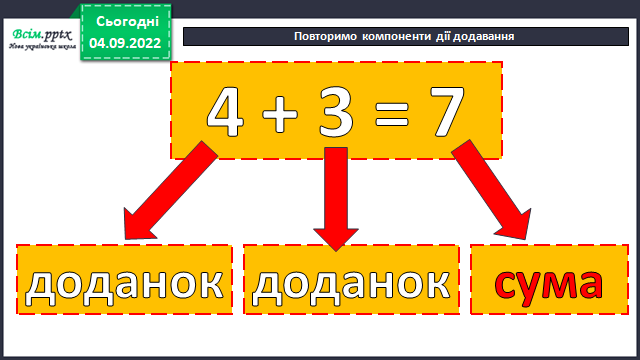 Всім.pptx
Нова українська школа
Сьогодні
04.09.2022
Повторимо компоненти дії додавання
4 + 3 = 7
доданок доданок сума